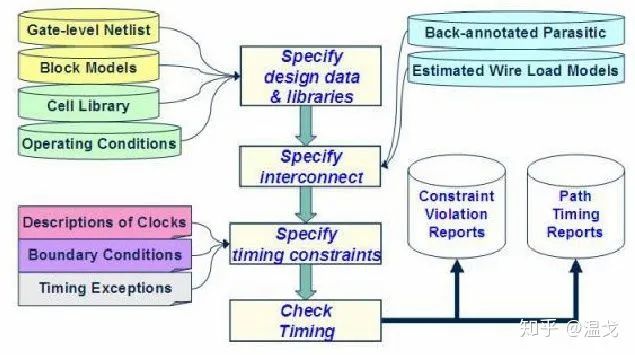 Gate-level Netlist
Block Models
Cell Library
Operating Conditions
Specify
design data
& libraries
Back-annotated Parasitic
Estimated Wire Load Models
Specify
interconnect
Descriptions of Clocks
Boundary Conditions
Timing Exceptions
Specify
timing constraints
Constraint
Violation
Reports
Path
Timing
Reports
Check
Timing
知乎 @温戈